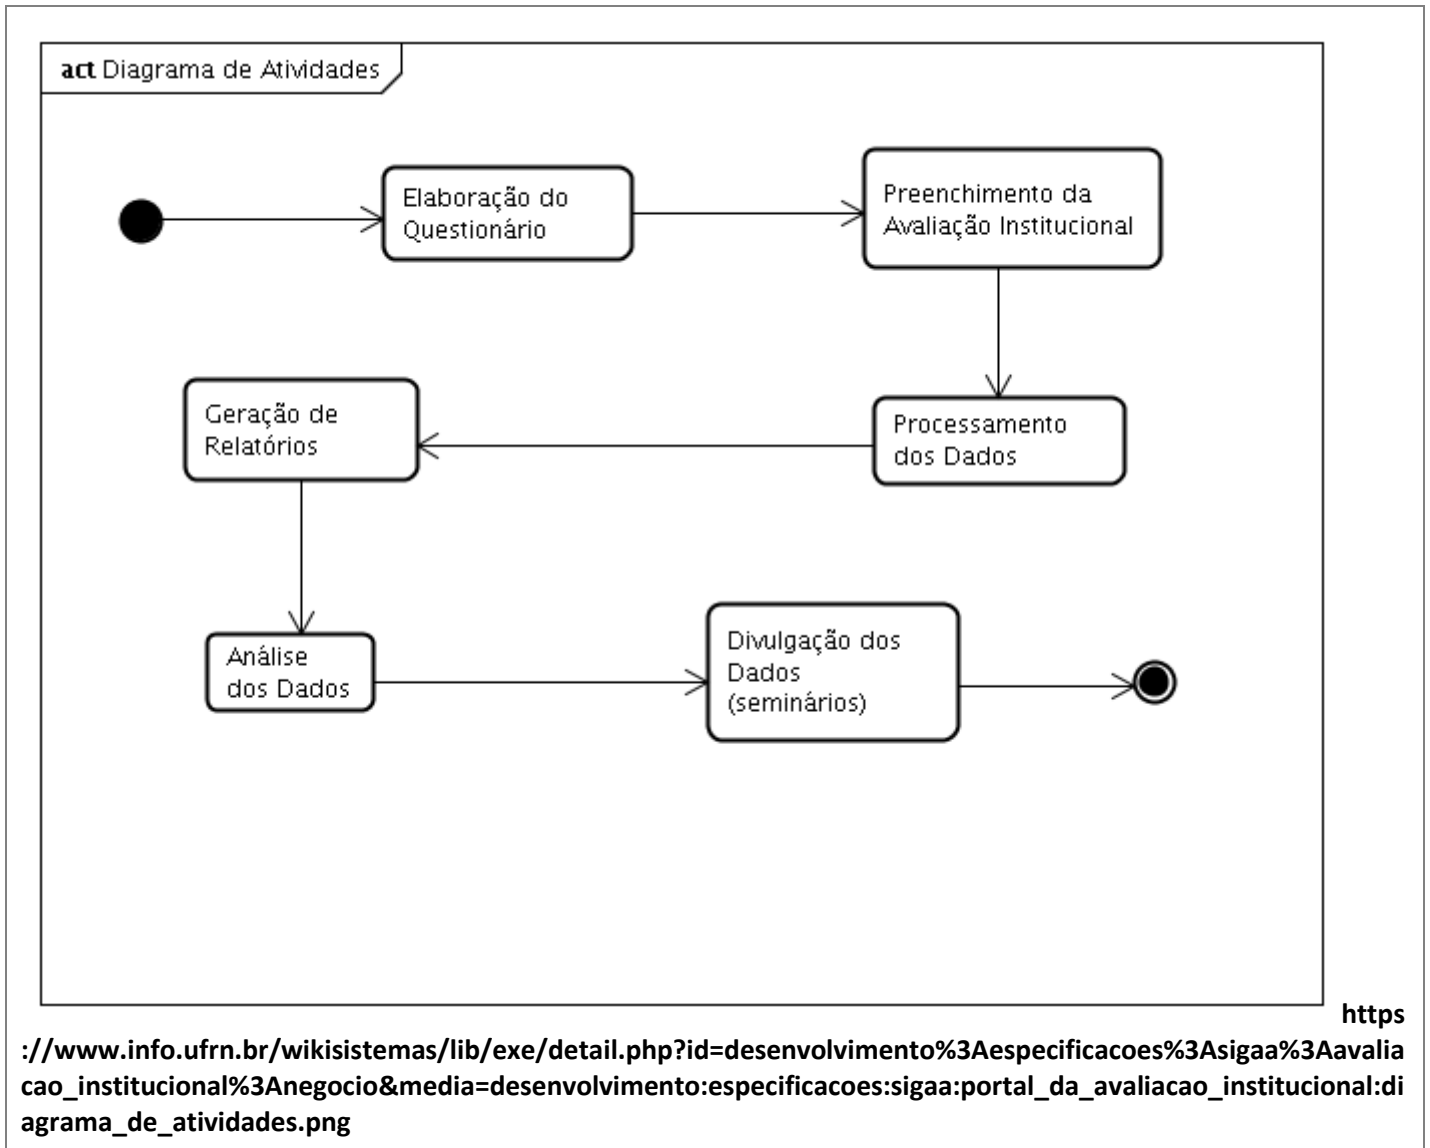 act Diagrama de Atividades
Elaboração do
Questionário
Preenchimento da
Avaliação Institucional
Processamento
dos Dados
Geração de
Relatórios
Análise
dos Dados
Divulgação dos
Dados
(seminários)
https
://www.info.ufrn.br/wikisistemas/lib/exe/detail.php?id=desenvolvimento%3Aespecificacoes%3Asigaa%3Aavalia
cao_institucional%3Anegocio&media=desenvolvimento:especificacoes:sigaa:portal_da_avaliacao_institucional:di
agrama_de_atividades.png